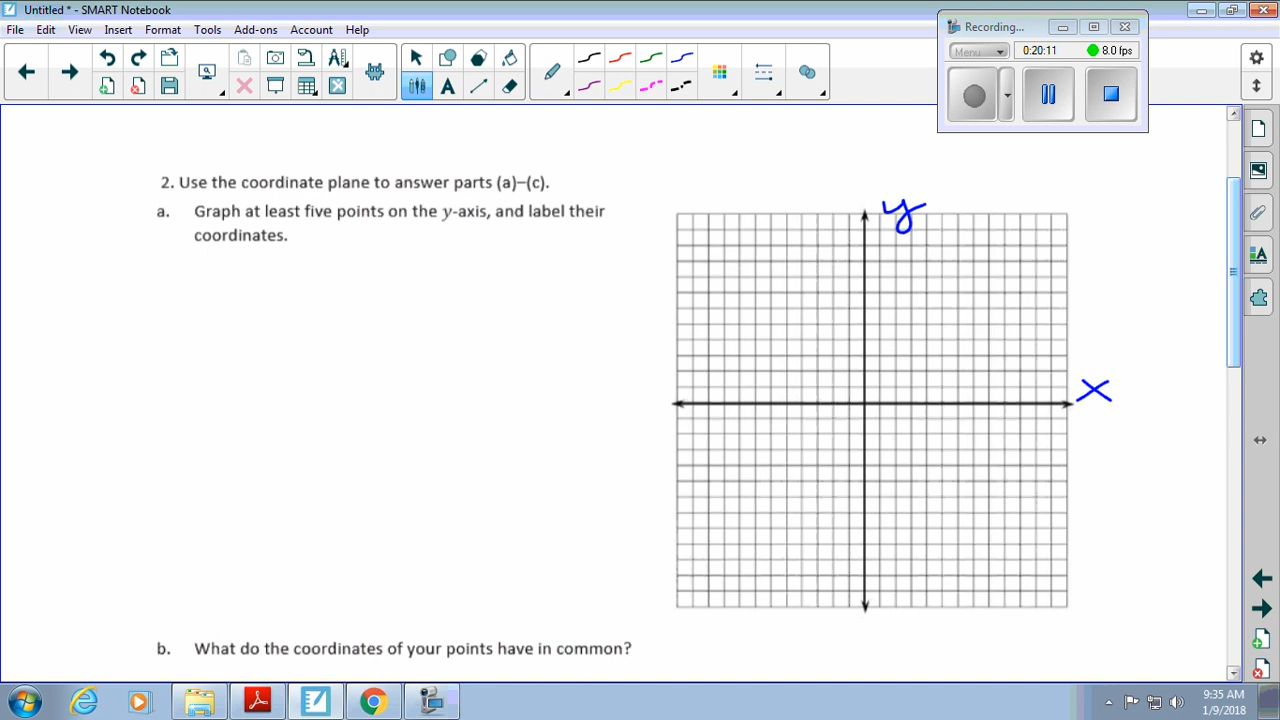 Untitled * - SMART Notebook
File Edit View Insert Format Tools Add-ons Account Help
Recording...
Menu 0:20:11 8.0 fps
2. Use the coordinate plane to answer parts (a)–(c).
a. Graph at least five points on the y-axis, and label their
coordinates.
y
x
b. What do the coordinates of your points have in common?
9:35 AM
1/9/2018